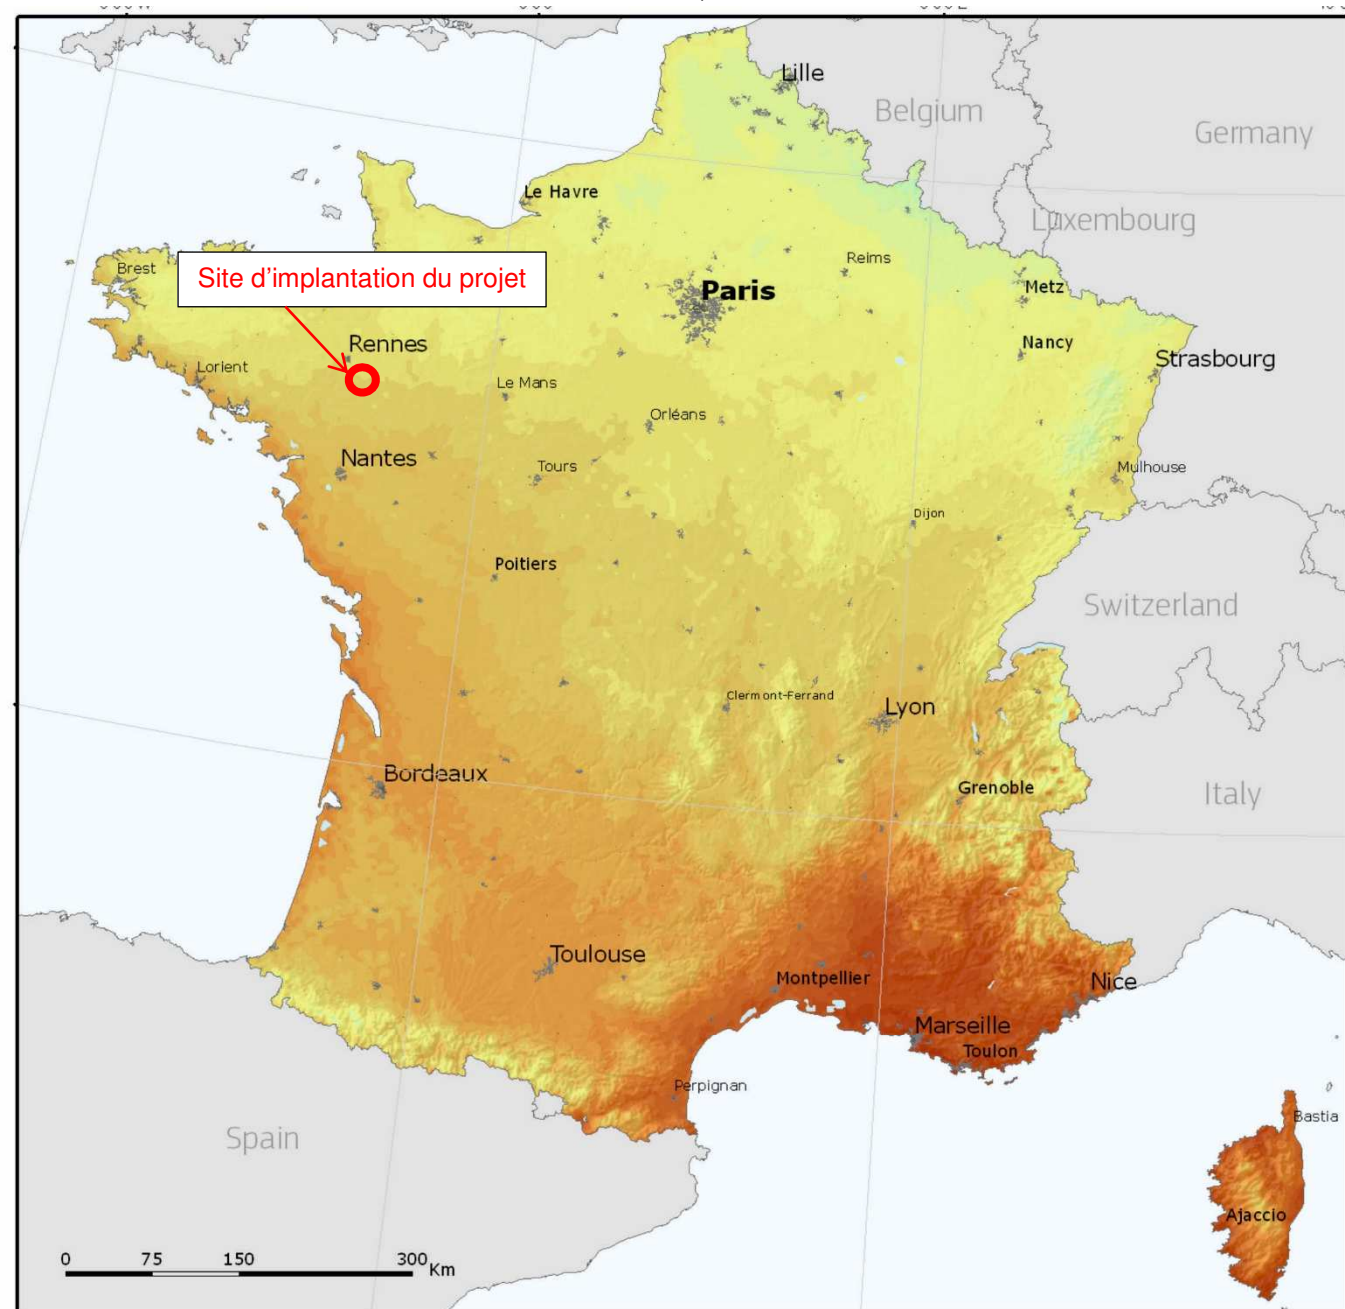 Lille
Belgium
Germany
Le Havre
Luxembourg
Brest
Site d’implantation du projet
Reims
Paris
Metz
Rennes
Nancy
Strasbourg
Lorient
Le Mans
Orléans
Nantes
Tours
Mulhouse
Dijon
Poitiers
Switzerland
Clermont-Ferrand
Lyon
Bordeaux
Grenoble
Italy
Toulouse
Montpellier
Nice
Marseille
Toulon
Perpignan
Bastia
Spain
Ajaccio
0 75 150 300 Km